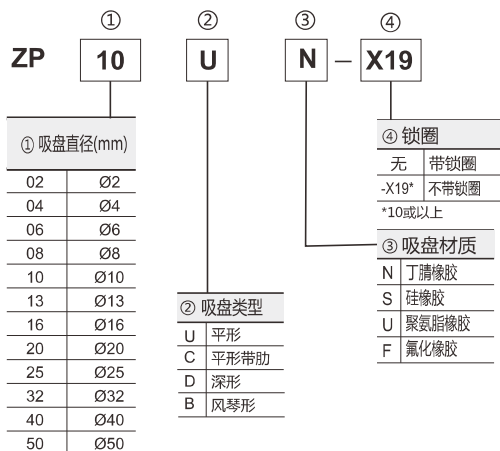 ① ② ③ ④
ZP 10 U N – X19
① 吸盘直径(mm)
02 Ø2
04 Ø4
06 Ø6
08 Ø8
10 Ø10
13 Ø13
16 Ø16
20 Ø20
25 Ø25
32 Ø32
40 Ø40
50 Ø50
② 吸盘类型
U 平形
C 平形带肋
D 深形
B 风琴形
④ 锁圈
无 带锁圈
-X19* 不带锁圈
*10或以上
③ 吸盘材质
N 丁腈橡胶
S 硅橡胶
U 聚氨脂橡胶
F 氟化橡胶